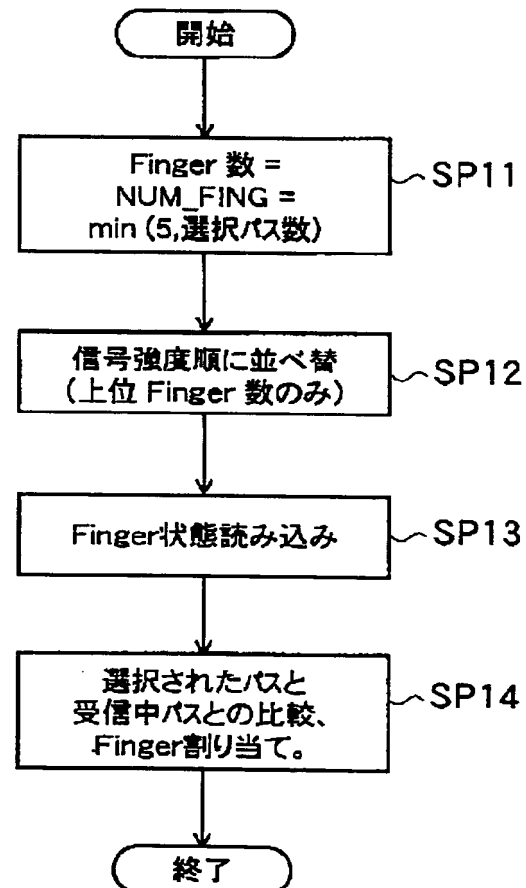 開始
Finger 数 =
NUM_FING =
min (5,選択パス数)
SP11
信号強度順に並べ替
(上位 Finger 数のみ)
SP12
Finger状態読み込み
SP13
選択されたパスと
受信中パスとの比較、
Finger割り当て。
SP14
終了